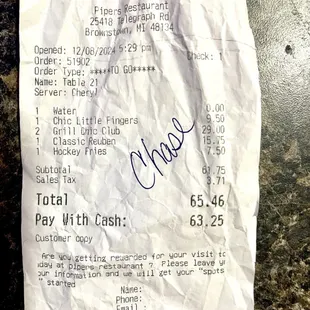 Pipers Restaurant
25418 Telegraph Rd
Brownstown, MI 48134
Opened: 12/08/2024 5:29 pm
Check: 1
Order: 51902
Order Type: *****TO GO*****
Name: Table 21
Server: Cheryl
1 Water 0.00
1 Chic Little Fingers 9.50
2 Grill Chic Club 29.00
1 Classic Reuben 15.75
1 Hockey Fries 7.50
Chase
Subtotal 61.75
Sales Tax 3.71
Total 65.46
Pay With Cash: 63.25
Customer copy
Are you getting rewarded for your visit to
day at pipers restaurant ? Please leave
our information and we will get your "spots
" started
Name:
Phone:
Email :